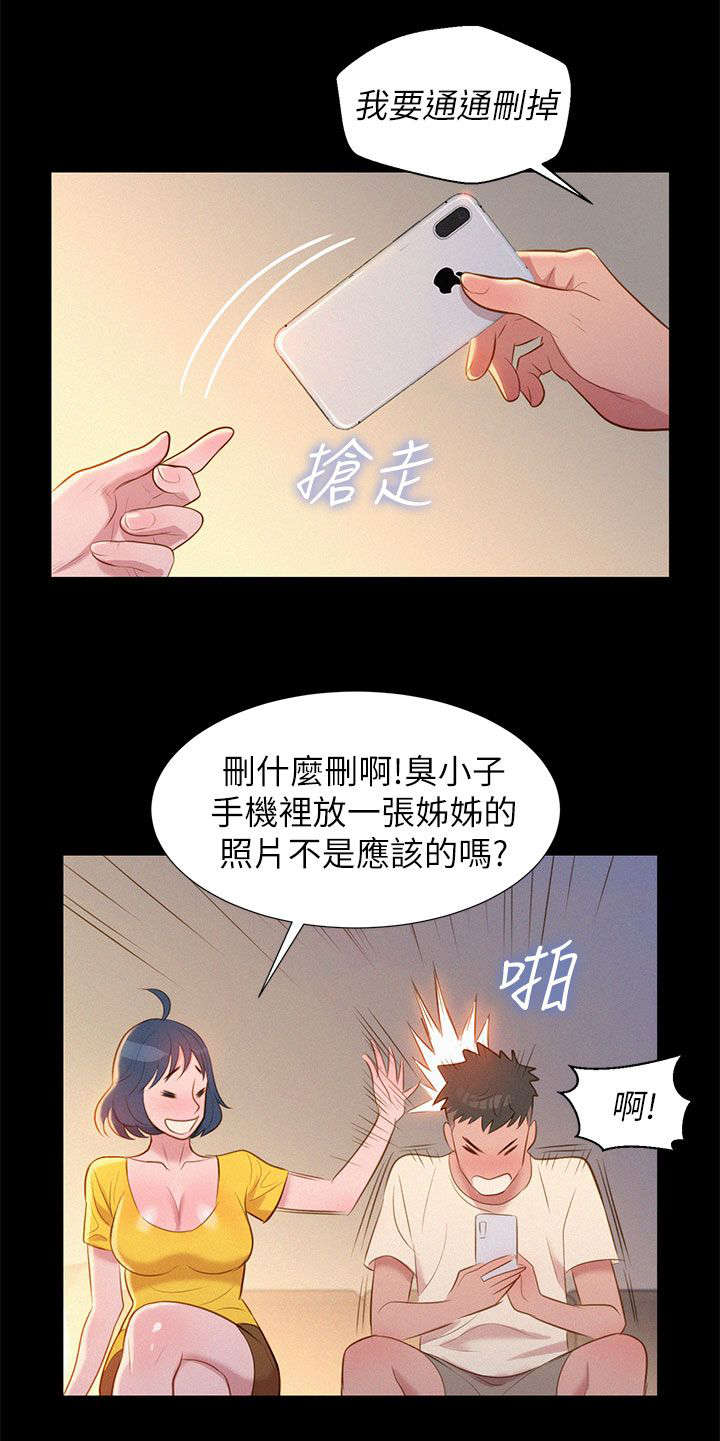 我要通通刪掉
搶走
刪什麼刪啊!臭小子
手機裡放一張姊姊的
照片不是應該的嗎?
啪
啊!